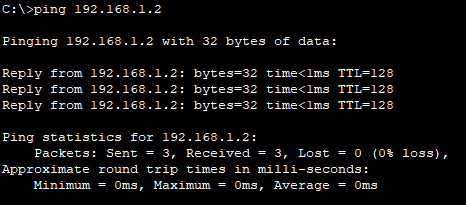 C:\>ping 192.168.1.2
Pinging 192.168.1.2 with 32 bytes of data:
Reply from 192.168.1.2: bytes=32 time<1ms TTL=128
Reply from 192.168.1.2: bytes=32 time<1ms TTL=128
Reply from 192.168.1.2: bytes=32 time<1ms TTL=128
Ping statistics for 192.168.1.2:
    Packets: Sent = 3, Received = 3, Lost = 0 (0% loss),
Approximate round trip times in milli-seconds:
    Minimum = 0ms, Maximum = 0ms, Average = 0ms